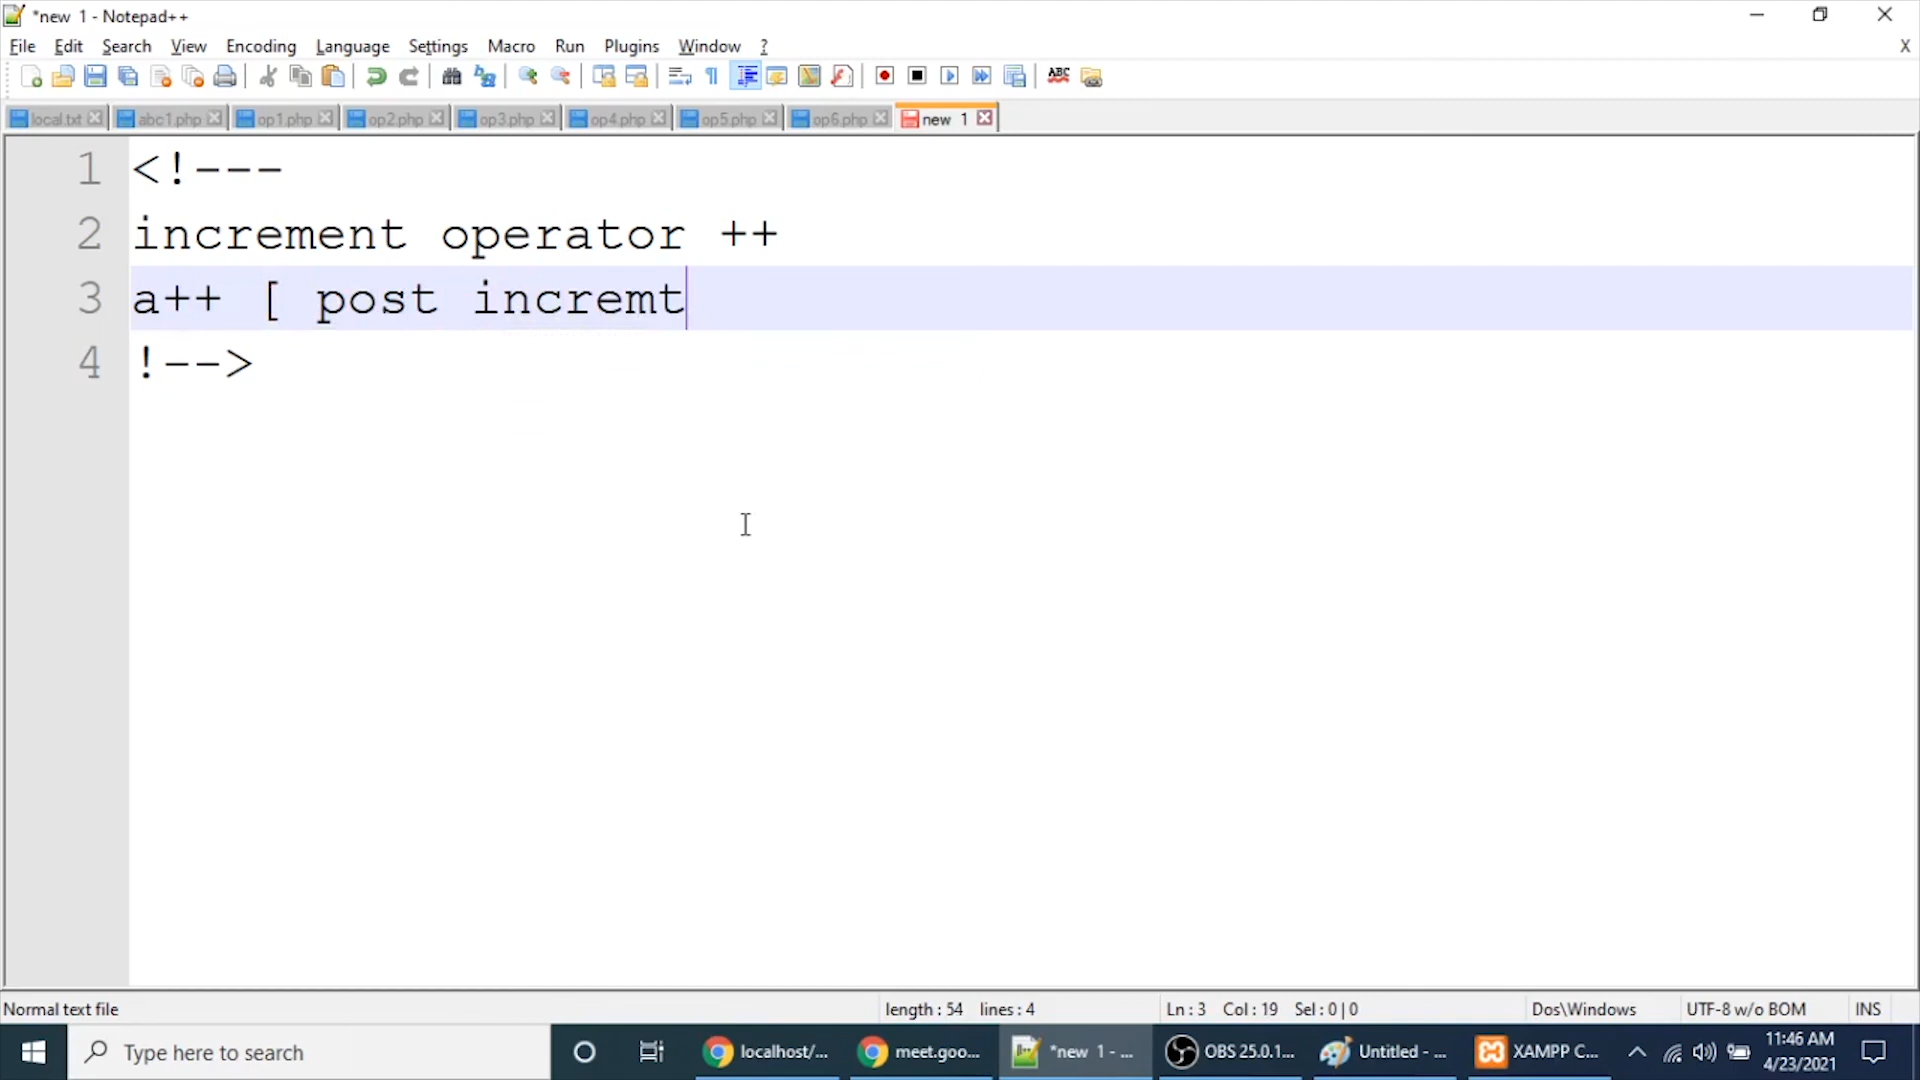 *new 1 - Notepad++
File Edit Search View Encoding Language Settings Macro Run Plugins Window ?
X
ABC
local.txt abc1.php op1.php op2.php op3.php op4.php op5.php op6.php new 1
1 <!---
2 increment operator ++
3 a++ [ post incremt
4 !-->
Normal text file length : 54 lines : 4 Ln : 3 Col : 19 Sel : 0 | 0 Dos\Windows UTF-8 w/o BOM INS
Type here to search localhost/... meet.goo... *new 1 - ... OBS 25.0.1... Untitled - ... XAMPP C... 11:46 AM
4/23/2021